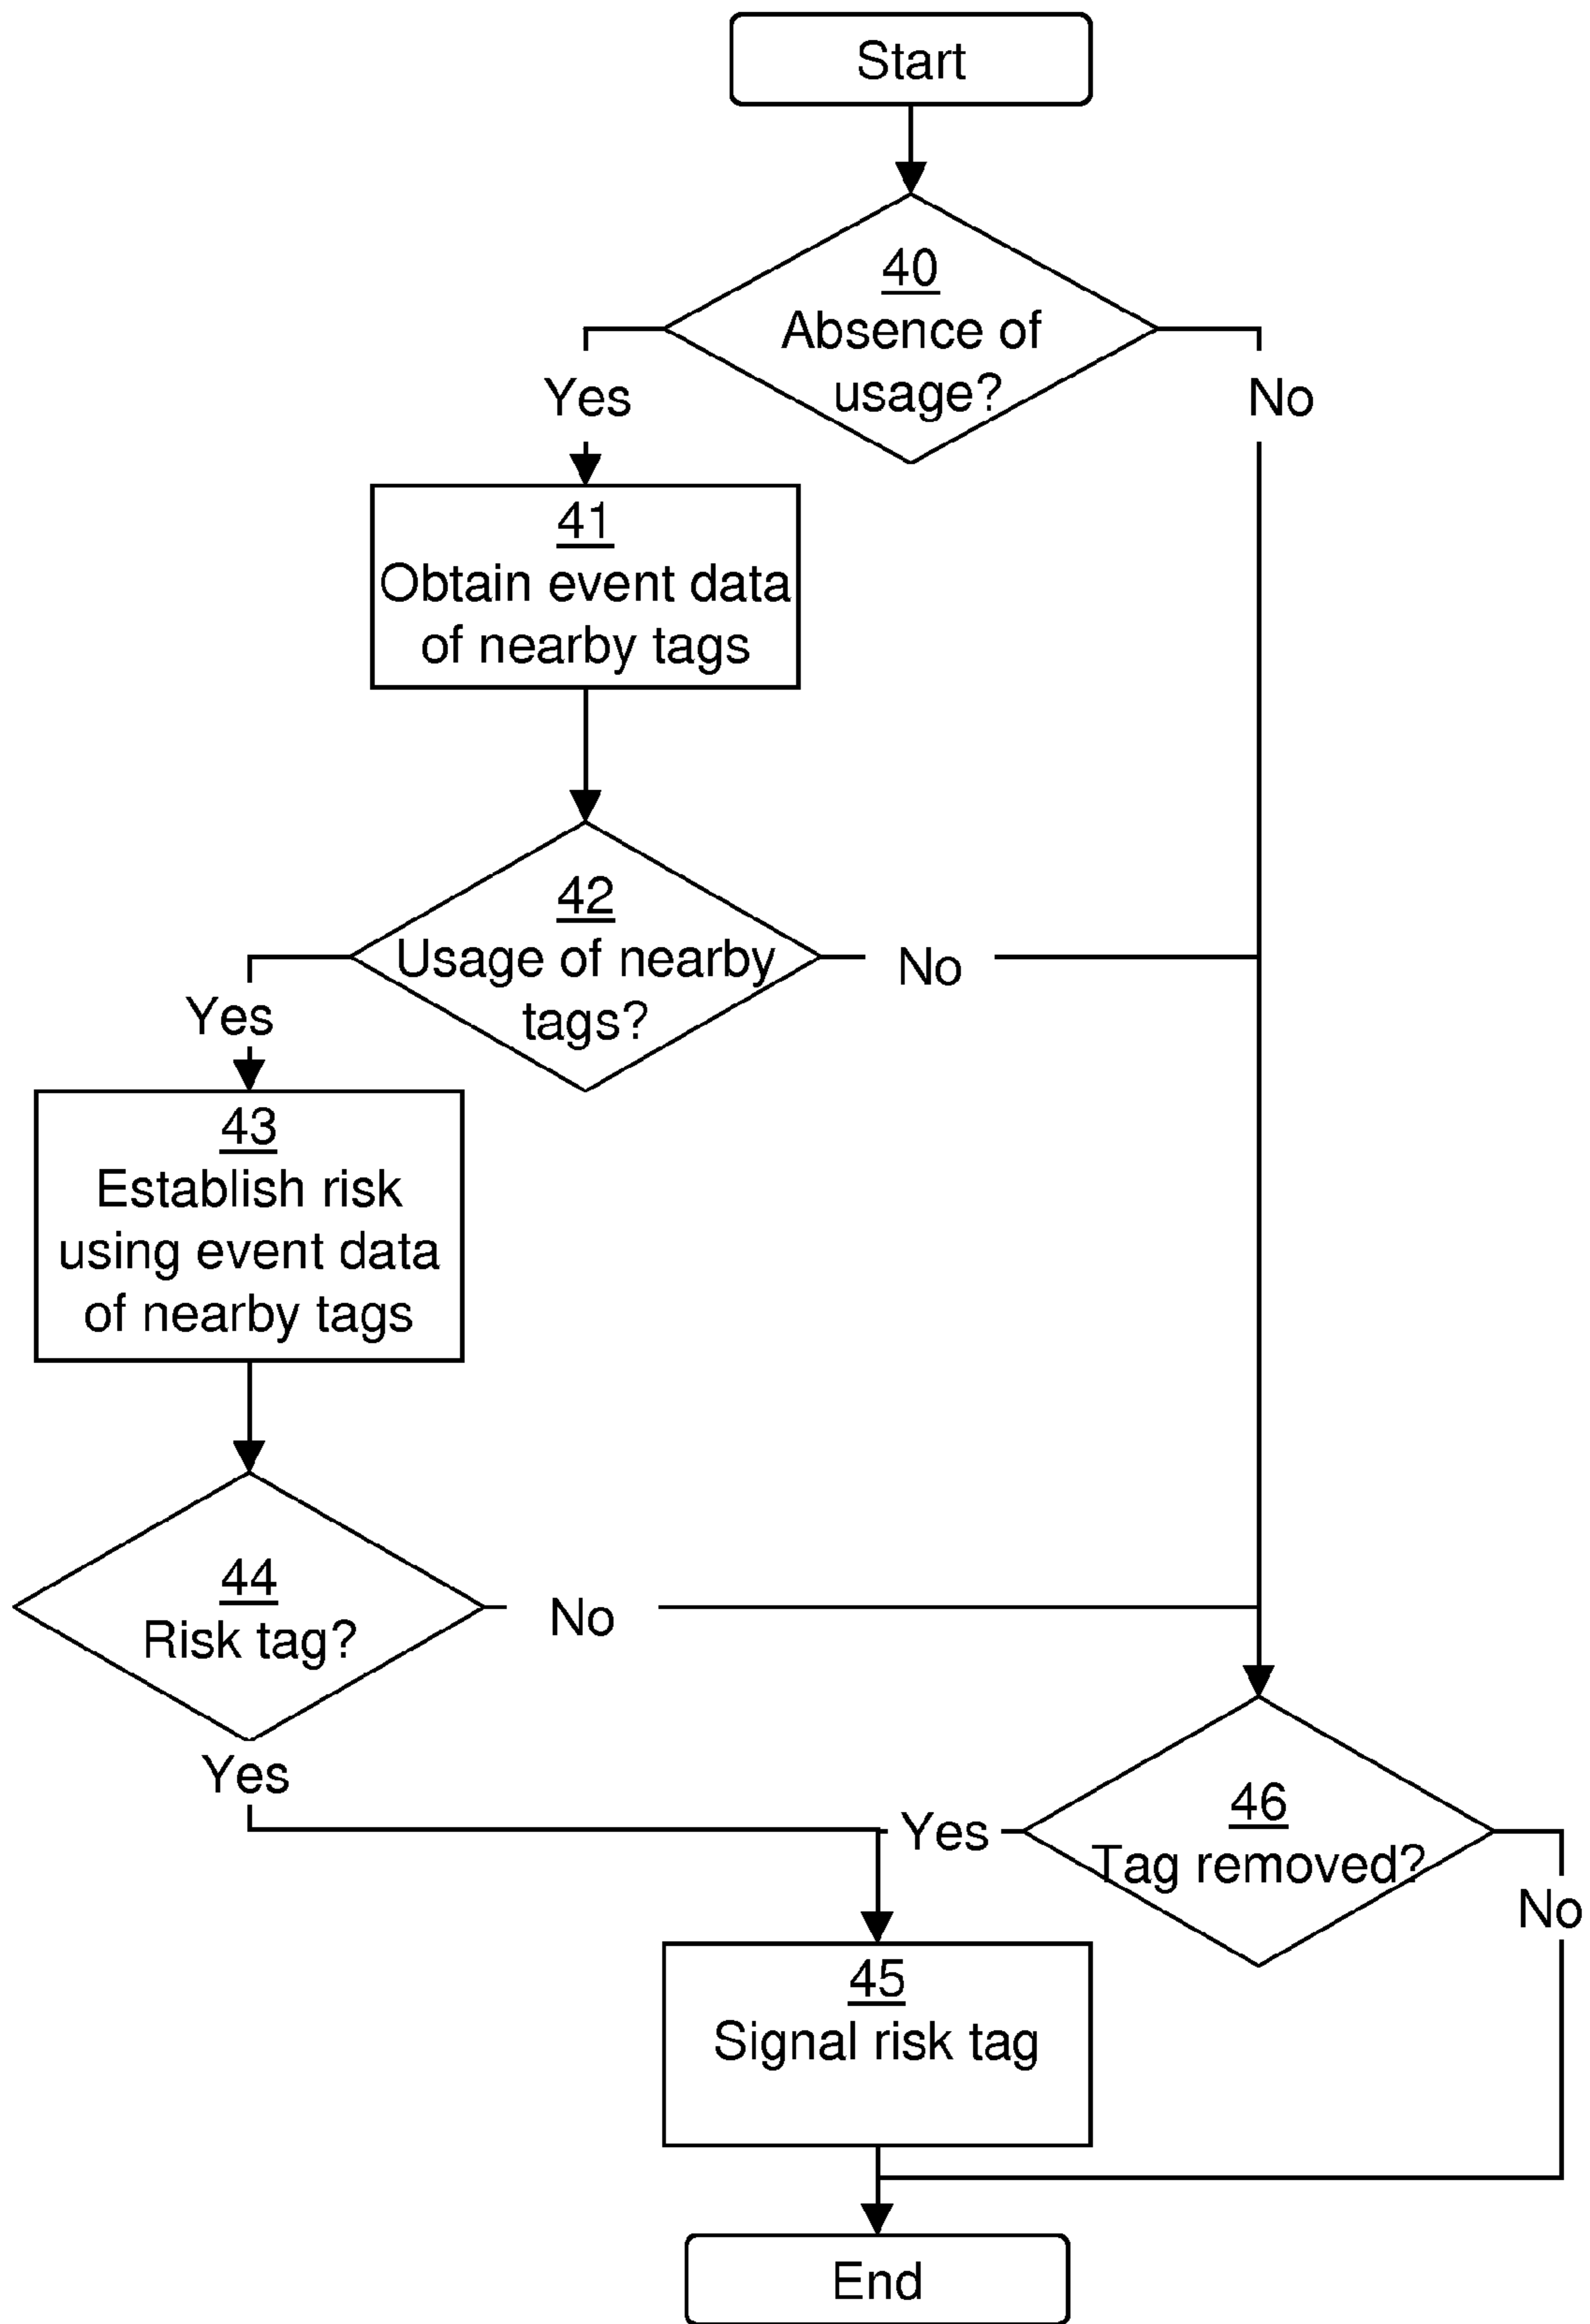 Start
40
Absence of
usage?
Yes
No
41
Obtain event data
of nearby tags
42
Usage of nearby
tags?
No
Yes
43
Establish risk
using event data
of nearby tags
44
Risk tag?
No
Yes
46
Tag removed?
Yes
No
45
Signal risk tag
End